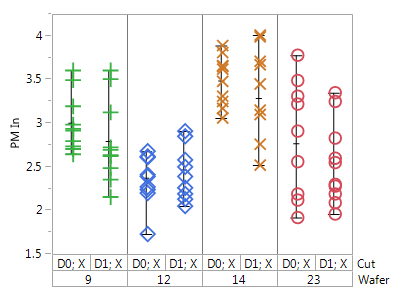 4
3.5
3
2.5
2
1.5
PM In
D0; X D1; X D0; X D1; X D0; X D1; X D0; X D1; X Cut
9 12 14 23 Wafer